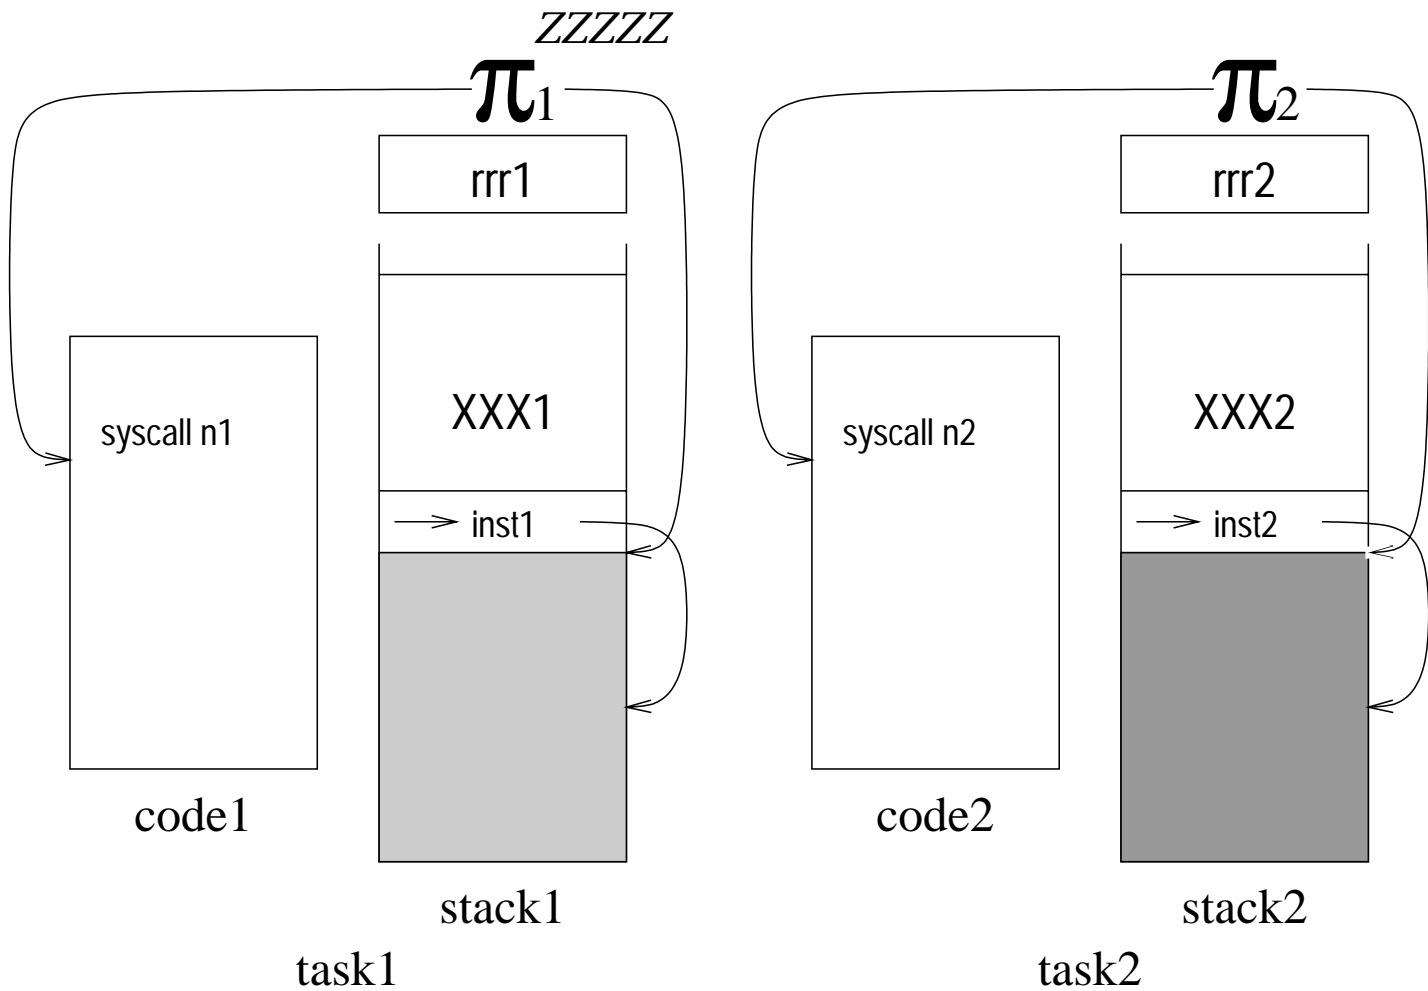 ZZZZZ
π1
π2
rrr1
rrr2
XXX1
XXX2
syscall n1
syscall n2
inst1
inst2
code1
code2
stack1
stack2
task1
task2